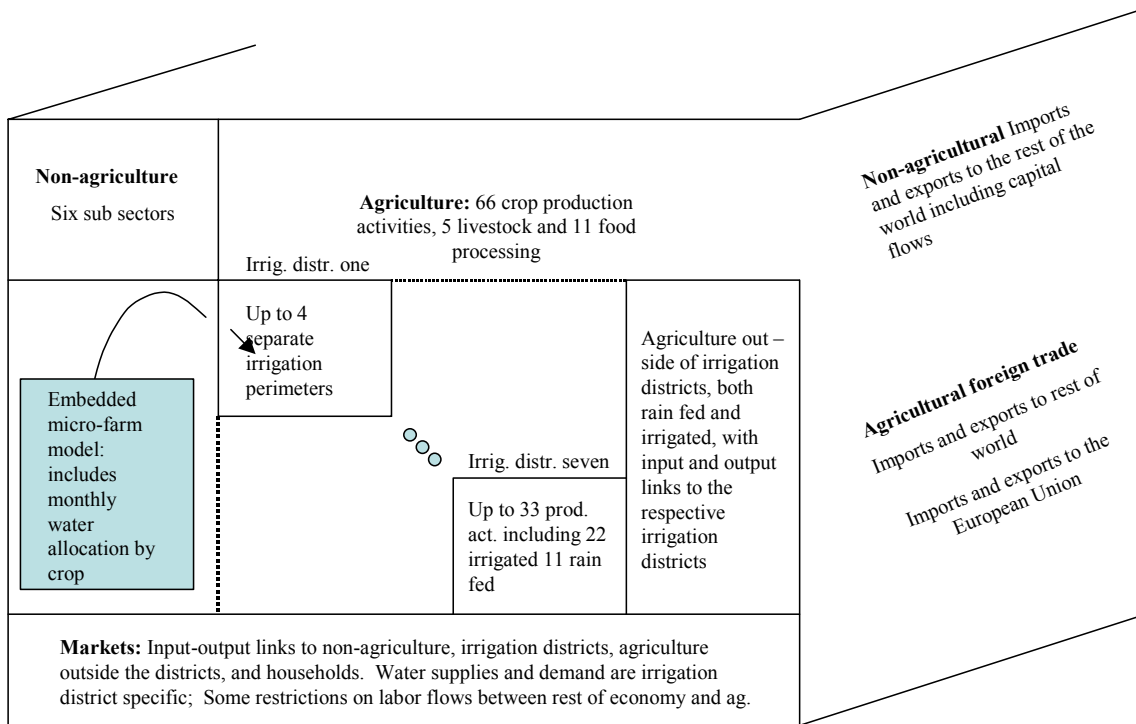 Non-agriculture
Six sub sectors
Agriculture: 66 crop production
activities, 5 livestock and 11 food
processing
Irrig. distr. one
Up to 4
separate
irrigation
perimeters
Embedded
micro-farm
model:
includes
monthly
water
allocation by
crop
Irrig. distr. seven
Up to 33 prod.
act. including 22
irrigated 11 rain
fed
Agriculture out –
side of irrigation
districts, both
rain fed and
irrigated, with
input and output
links to the
respective
irrigation
districts
Non-agricultural Imports
and exports to the rest of the
world including capital
flows
Agricultural foreign trade
Imports and exports to rest of
world
Imports and exports to the
European Union
Markets: Input-output links to non-agriculture, irrigation districts, agriculture
outside the districts, and households. Water supplies and demand are irrigation
district specific; Some restrictions on labor flows between rest of economy and ag.